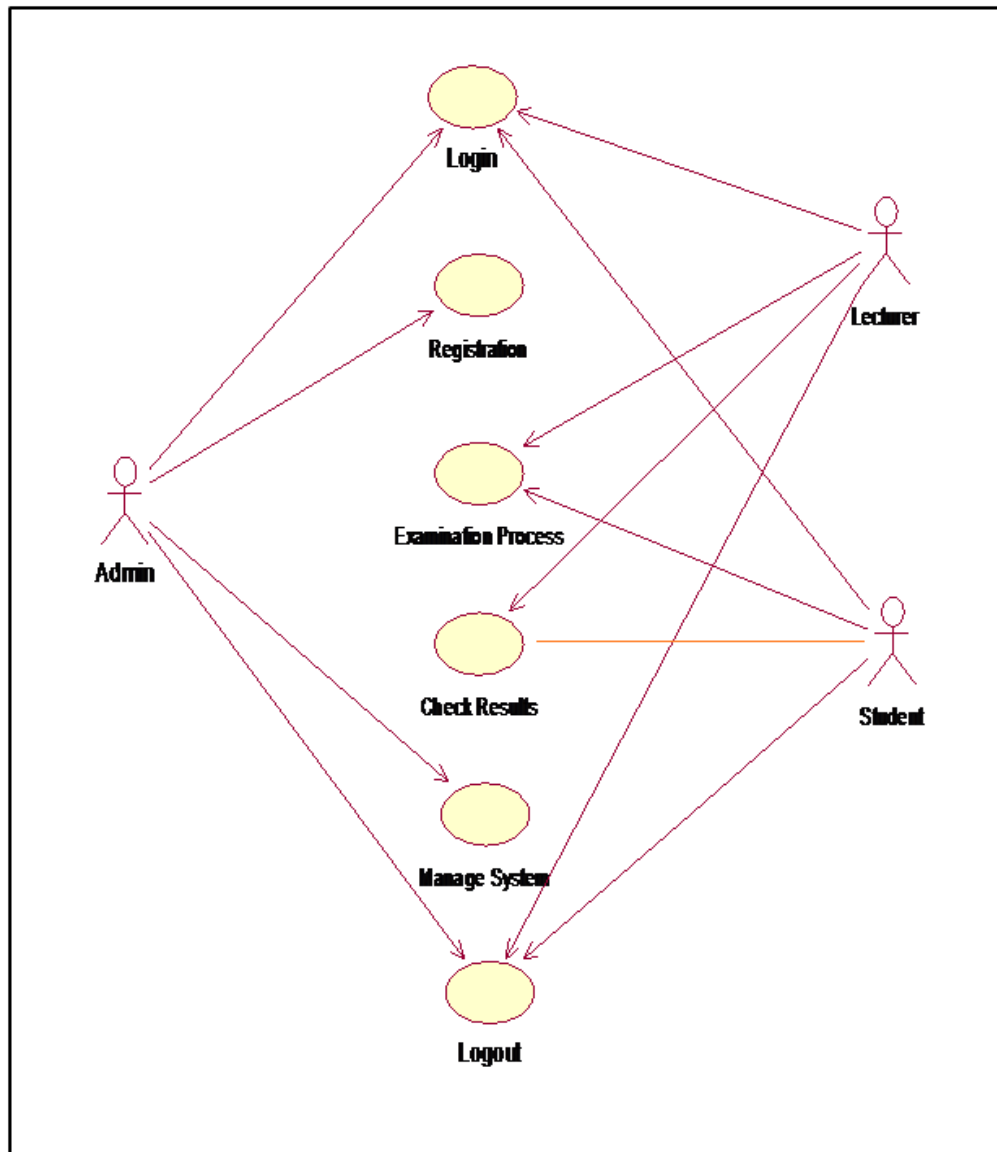 Login
Lecturer
Registration
Examination Process
Admin
Check Results
Student
Manage System
Logout